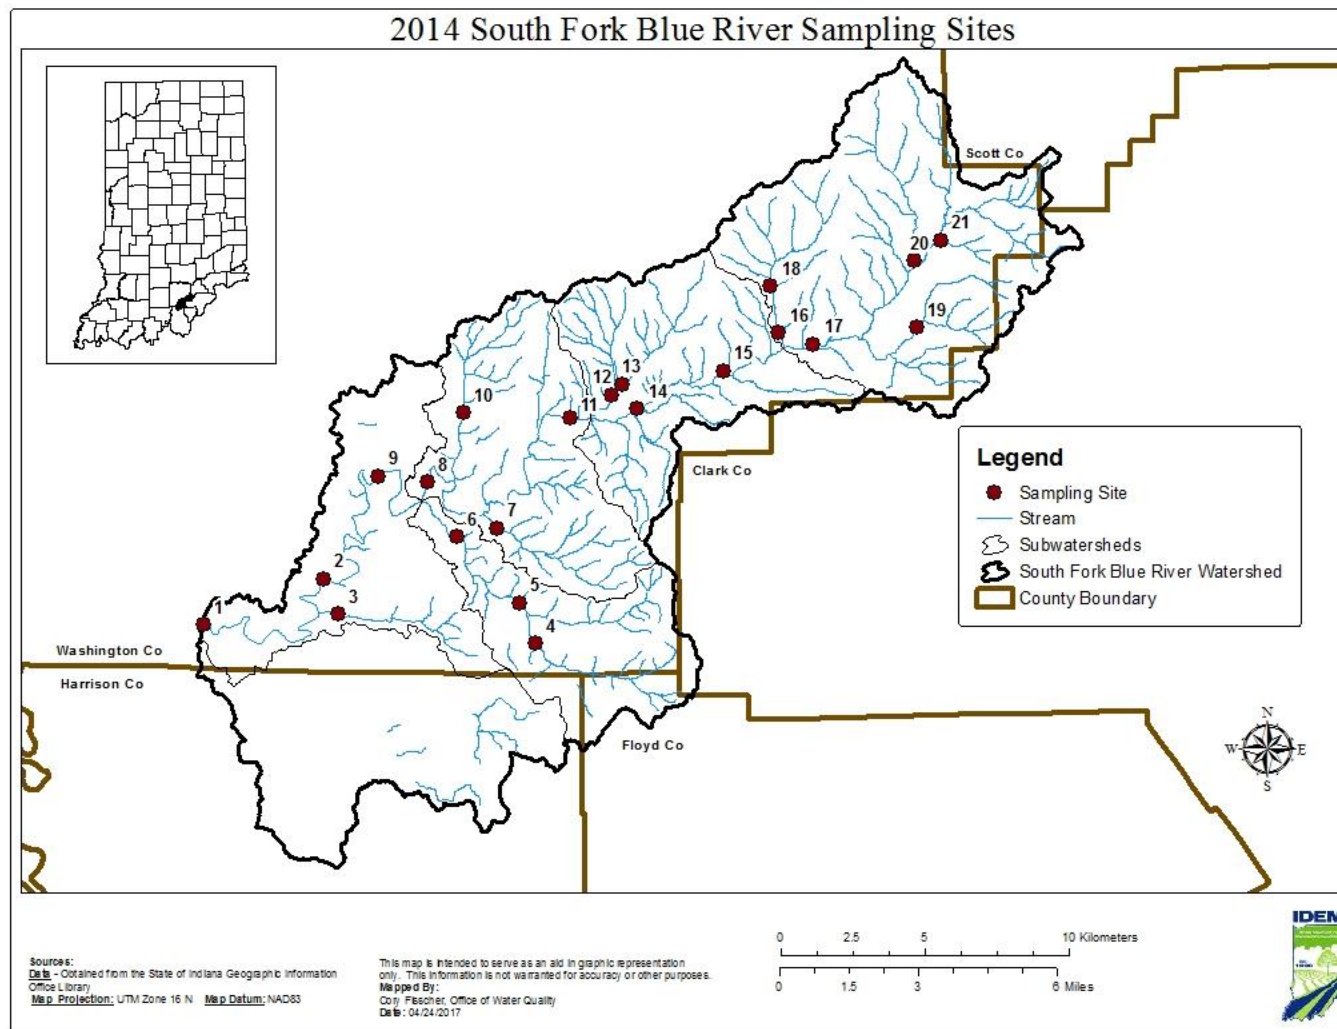 2014 South Fork Blue River Sampling Sites
Scott Co
21
20
18
19
16
17
15
13
12
14
11
10
Clark Co
9
8
7
6
5
4
2
3
1
Washington Co
Harrison Co
Floyd Co
Legend
Sampling Site
Stream
Subwatersheds
South Fork Blue River Watershed
County Boundary
N
W
E
S
Sources:
Data - Obtained from the State of Indiana Geographic Information
Office Library
Map Projection: UTM Zone 16 N Map Datum: NAD83
This map is intended to serve as an aid in graphic representation
only. This information is not warranted for accuracy or other purposes.
Mapped By:
Cory Fisscher, Office of Water Quality
Date: 04/24/2017
0 2.5 5 10 Kilometers
0 1.5 3 6 Miles
IDEM